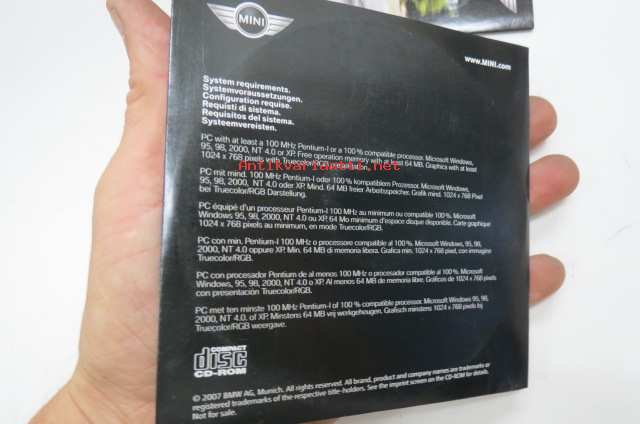 MINI
www.MINI.com
System requirements.
Systemvoraussetzungen.
Configuration requise.
Requisti di sistema.
Requisitos del sistema.
Systeemvereisten.
PC with at least a 100 MHz Pentium-I or a 100 % compatible processor. Microsoft Windows,
95, 98, 2000, NT 4.0 or XP. Free operation memory with at least 64 MB. Graphics with at least
1024 x 768 pixels with Truecolor/RGB
Antikvariaatti.net
PC mit mind. 100 MHz Pentium-I oder 100 % kompatiblem Prozessor. Microsoft Windows,
95, 98, 2000, NT 4.0 oder XP. Mind. 64 MB freier Arbeitsspeicher. Grafik mind. 1024 x 768 Pixel
bei Truecolor/RGB Darstellung.
PC équipé d'un processeur Pentium-I 100 MHz au minimum ou compatible 100 %. Microsoft
Windows 95, 98, 2000, NT 4.0 ou XP. 64 Mo minimum d'espace disque disponible. Carte graphique
1024 x 768 pixels au minimum, en mode Truecolor/RGB.
PC con min. Pentium-I 100 MHz o processore compatibile al 100 %. Microsoft Windows 95, 98,
2000, NT 4.0 oppure XP. Min. 64 MB di memoria libera. Grafica min. 1024 x 768 pixel, con immagine
Truecolor/RGB.
PC con procesador Pentium de al menos 100 MHz o procesador compatible al 100 %. Microsoft
Windows, 95, 98, 2000, NT 4.0 o XP. Al menos 64 MB de memoria libre. Gráficos de al menos 1024 x 768 pixels
con presentación Truecolor/RGB.
PC met ten minste 100 MHz Pentium-I of 100 % compatible processor. Microsoft Windows 95, 98,
2000, NT 4.0. of XP. Minstens 64 MB vrij werkgeheugen. Grafisch minstens 1024 x 768 pixels bij
Truecolor/RGB weergave.
COMPACT
disc
CD-ROM
© 2007 BMW AG, Munich. All rights reserved. All brand, product and company names are trademarks or
registered trademarks of the respective title-holders. See the imprint screen on the CD-ROM for details.
Not for sale.